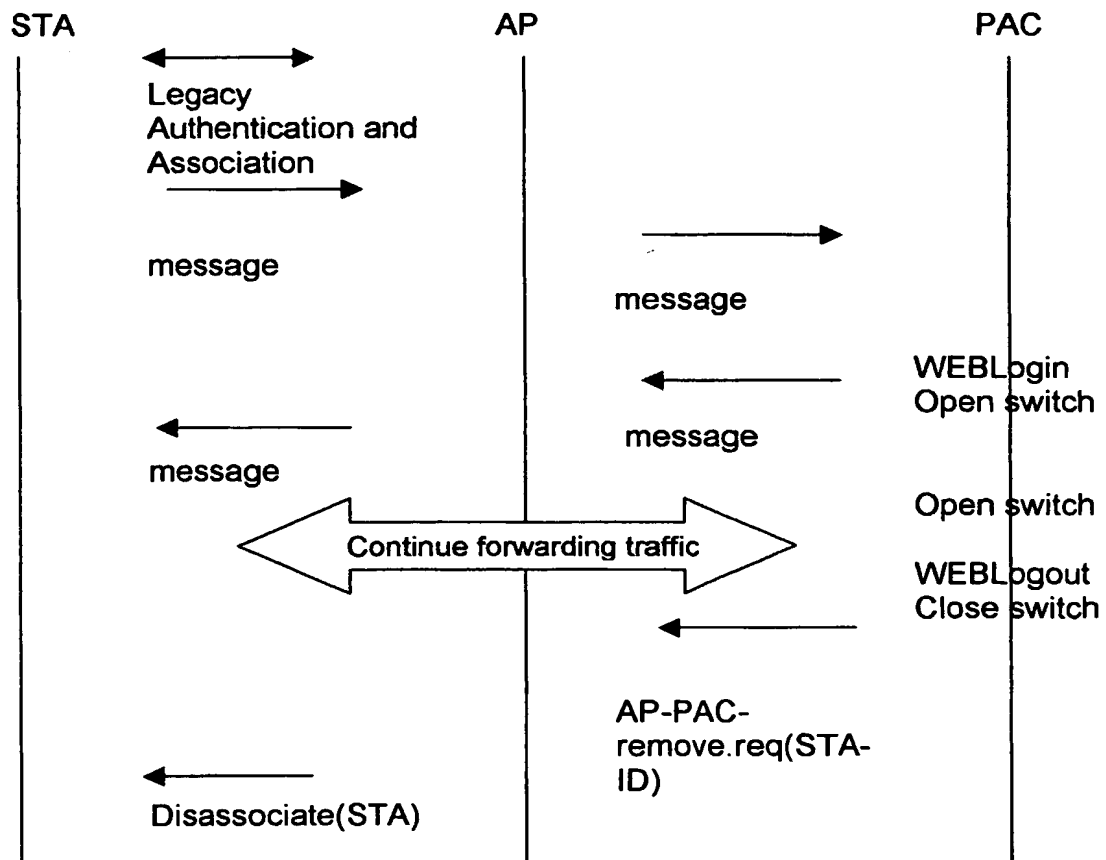 STA
AP
PAC
Legacy
Authentication and
Association
message
message
WEBLogin
Open switch
message
message
Open switch
Continue forwarding traffic
WEBLogout
Close switch
AP-PAC-
remove.req(STA-
ID)
Disassociate(STA)